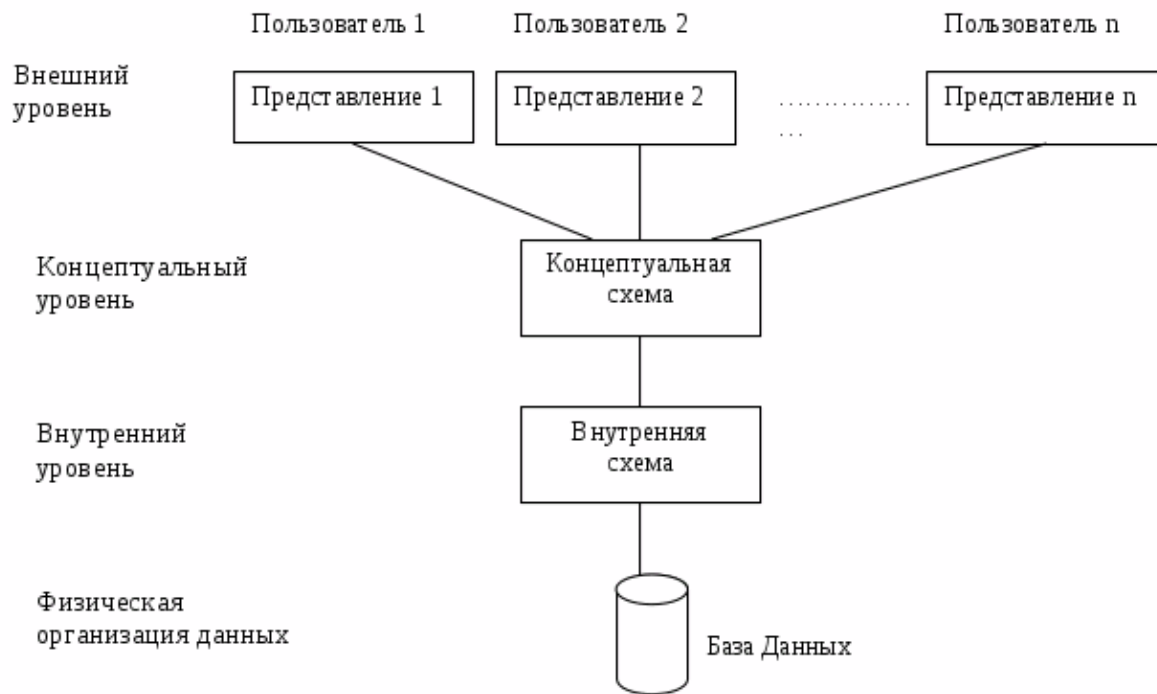 Пользователь 1 Пользователь 2 Пользователь n
Внешний
уровень
Представление 1 Представление 2 ............... Представление n
...
Концептуальный
уровень
Концептуальная
схема
Внутренний
уровень
Внутренняя
схема
Физическая
организация данных
База Данных